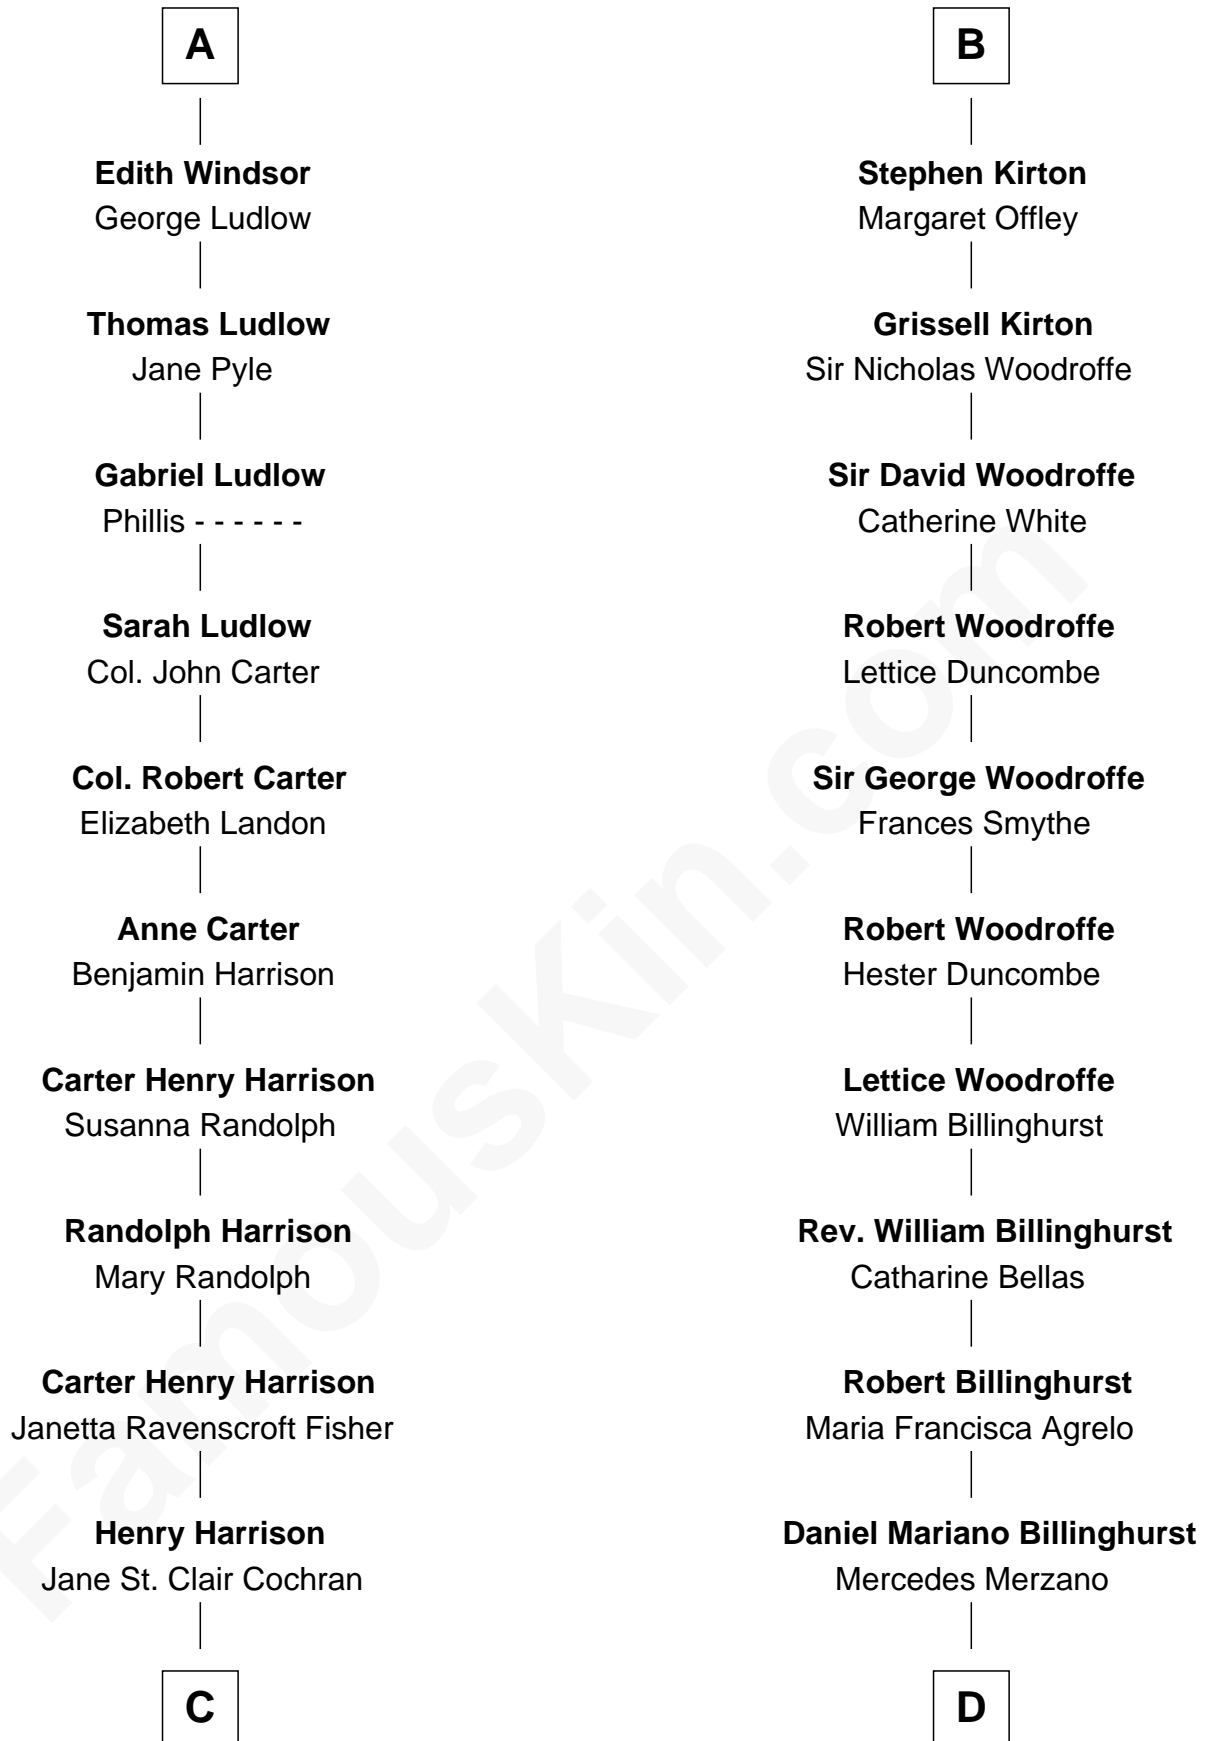 A
Edith Windsor
George Ludlow
Thomas Ludlow
Jane Pyle
Gabriel Ludlow
Phillis - - - - - -
Sarah Ludlow
Col. John Carter
Col. Robert Carter
Elizabeth Landon
Anne Carter
Benjamin Harrison
Carter Henry Harrison
Susanna Randolph
Randolph Harrison
Mary Randolph
Carter Henry Harrison
Janetta Ravenscroft Fisher
Henry Harrison
Jane St. Clair Cochran
C
B
Stephen Kirton
Margaret Offley
Grissell Kirton
Sir Nicholas Woodroffe
Sir David Woodroffe
Catherine White
Robert Woodroffe
Lettice Duncombe
Sir George Woodroffe
Frances Smythe
Robert Woodroffe
Hester Duncombe
Lettice Woodroffe
William Billinghurst
Rev. William Billinghurst
Catharine Bellas
Robert Billinghurst
Maria Francisca Agrelo
Daniel Mariano Billinghurst
Mercedes Merzano
D
FamousKin.com